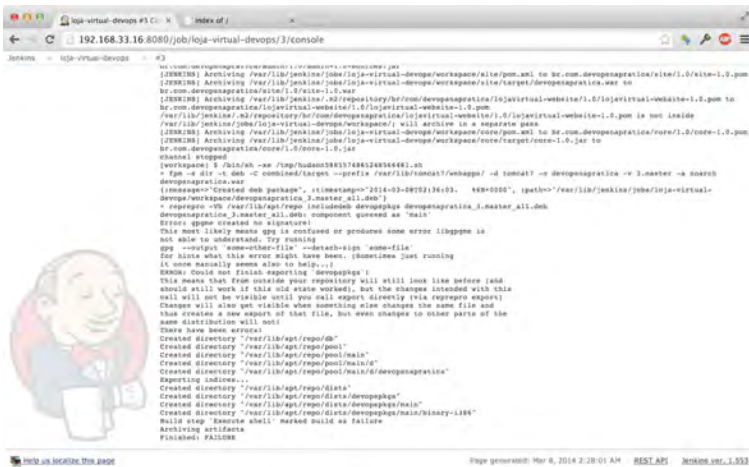 loja-virtual-devops #3 Co
Index of /
192.168.33.16:8080/job/loja-virtual-devops/3/console
Jenkins loja-virtual-devops #3
br.com.devopsnapratica/admin/1.0/admin-1.0-runtime.jar
[JENKINS] Archiving /var/lib/jenkins/jobs/loja-virtual-devops/workspace/site/pom.xml to br.com.devopsnapratica/site/1.0/site-1.0.pom
[JENKINS] Archiving /var/lib/jenkins/jobs/loja-virtual-devops/workspace/site/target/devopsnapratica.war to
br.com.devopsnapratica/site/1.0/site-1.0.war
[JENKINS] Archiving /var/lib/jenkins/.m2/repository/br/com/devopsnapratica/lojavirtual-website/1.0/lojavirtual-website-1.0.pom to
br.com.devopsnapratica/lojavirtual-website/1.0/lojavirtual-website-1.0.pom
/var/lib/jenkins/.m2/repository/br/com/devopsnapratica/lojavirtual-website/1.0/lojavirtual-website-1.0.pom is not inside
/var/lib/jenkins/jobs/loja-virtual-devops/workspace/; will archive in a separate pass
[JENKINS] Archiving /var/lib/jenkins/jobs/loja-virtual-devops/workspace/core/pom.xml to br.com.devopsnapratica/core/1.0/core-1.0.pom
[JENKINS] Archiving /var/lib/jenkins/jobs/loja-virtual-devops/workspace/core/target/core-1.0.jar to
br.com.devopsnapratica/core/1.0/core-1.0.jar
channel stopped
[workspace] $ /bin/sh -xe /tmp/hudson5885574865268564481.sh
+ fpm -s dir -t deb -C combined/target --prefix /var/lib/tomcat7/webapps/ -d tomcat7 -n devopsnapratica -v 3.master -a noarch
devopsnapratica.war
{:message=>"Created deb package", :timestamp=>"2014-03-08T02:36:03. +0000", :path=>"/var/lib/jenkins/jobs/loja-virtual-
devops/workspace/devopsnapratica_3.master_all.deb"}
+ reprepro -Vb /var/lib/apt/repo includedeb devopspkgs devopsnapratica_3.master_all.deb
devopsnapratica_3.master_all.deb: component guessed as 'main'
Error: gpgme created no signature!
This most likely means gpg is confused or produces some error libgpgme is
not able to understand. Try running
gpg --output 'some-other-file' --detach-sign 'some-file'
for hints what this error might have been. (Sometimes just running
it once manually seems also to help...)
ERROR: Could not finish exporting 'devopspkgs'!
This means that from outside your repository will still look like before (and
should still work if this old state worked), but the changes intended with this
call will not be visible until you call export directly (via reprepro export)
Changes will also get visible when something else changes the same file and
thus creates a new export of that file, but even changes to other parts of the
same distribution will not!
There have been errors!
Created directory "/var/lib/apt/repo/db"
Created directory "/var/lib/apt/repo/pool"
Created directory "/var/lib/apt/repo/pool/main"
Created directory "/var/lib/apt/repo/pool/main/d"
Created directory "/var/lib/apt/repo/pool/main/d/devopsnapratica"
Exporting indices...
Created directory "/var/lib/apt/repo/dists"
Created directory "/var/lib/apt/repo/dists/devopspkgs"
Created directory "/var/lib/apt/repo/dists/devopspkgs/main"
Created directory "/var/lib/apt/repo/dists/devopspkgs/main/binary-i386"
Build step 'Execute shell' marked build as failure
Archiving artifacts
Finished: FAILURE
Help us localize this page
Page generated: Mar 8, 2014 2:28:01 AM REST API Jenkins ver. 1.553